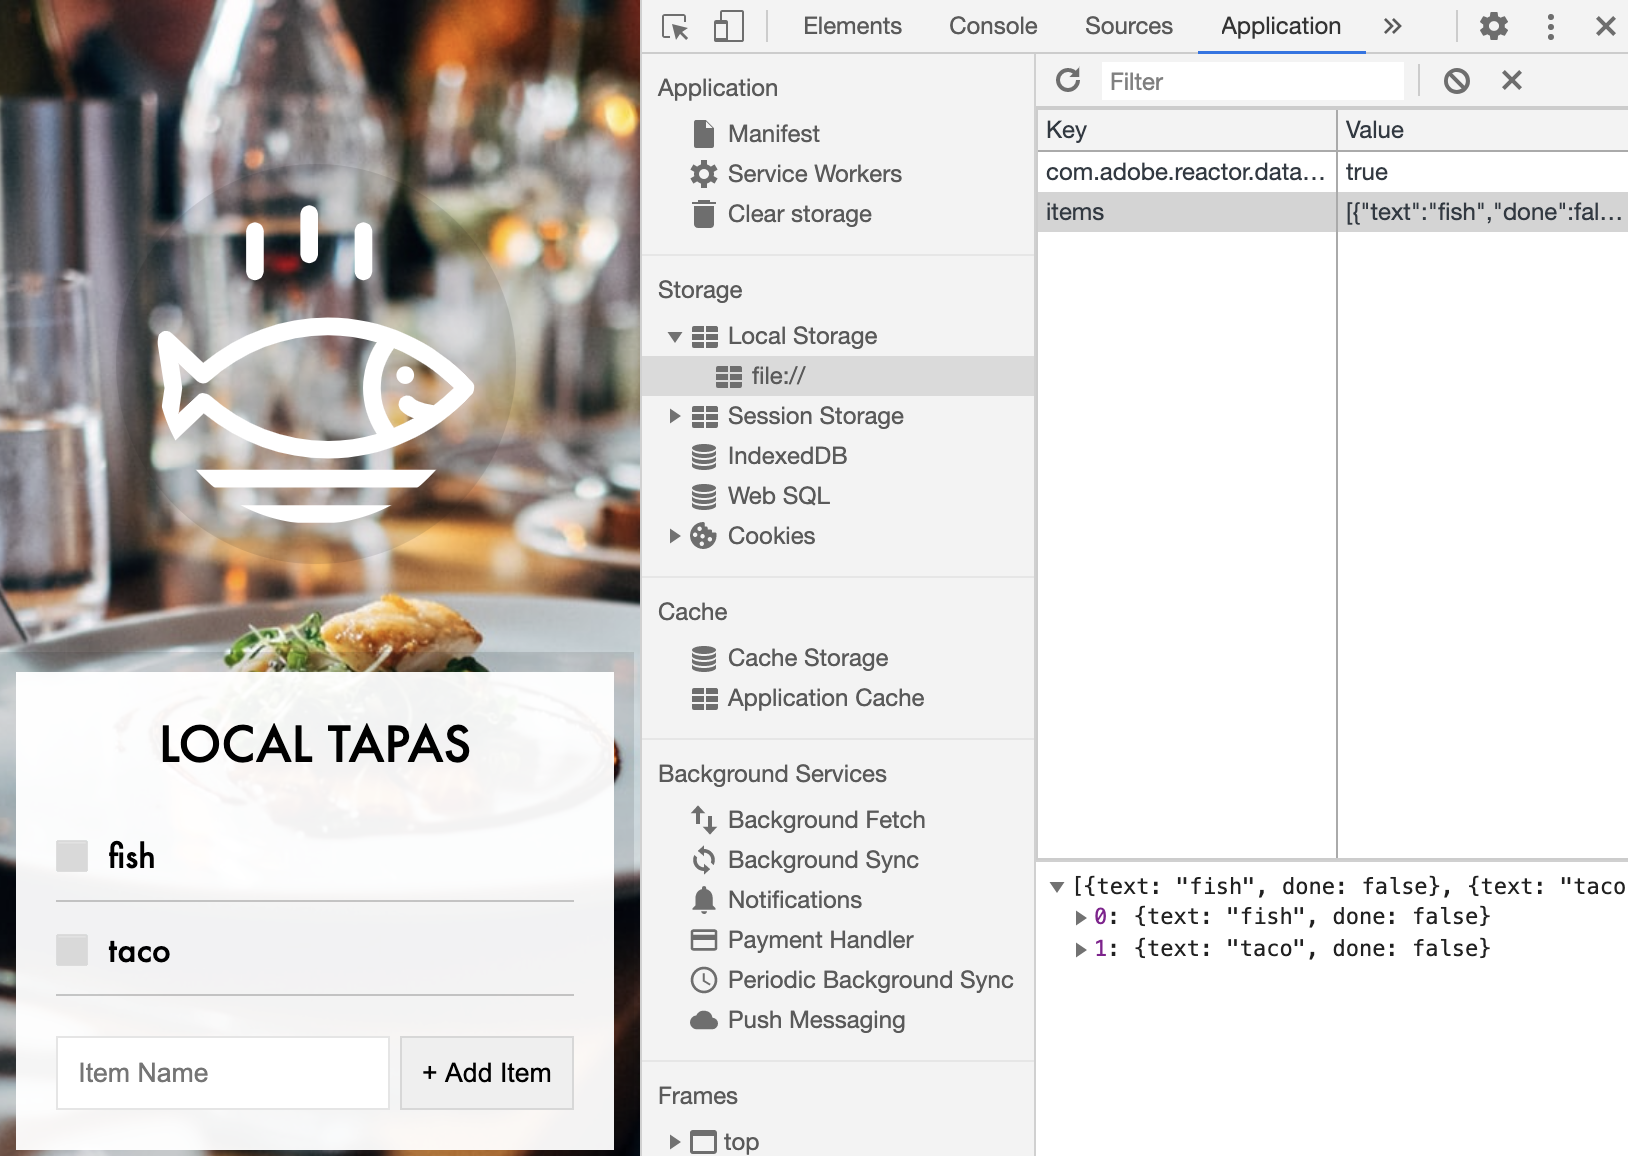 LOCAL TAPAS
fish
taco
Item Name
+ Add Item
Elements
Console
Sources
Application
Application
Manifest
Service Workers
Clear storage
Storage
Local Storage
file://
Session Storage
IndexedDB
Web SQL
Cookies
Cache
Cache Storage
Application Cache
Background Services
Background Fetch
Background Sync
Notifications
Payment Handler
Periodic Background Sync
Push Messaging
Frames
top
Filter
Key Value
com.adobe.reactor.data… true
items [{"text":"fish","done":fal…
[{text: "fish", done: false}, {text: "taco
0: {text: "fish", done: false}
1: {text: "taco", done: false}